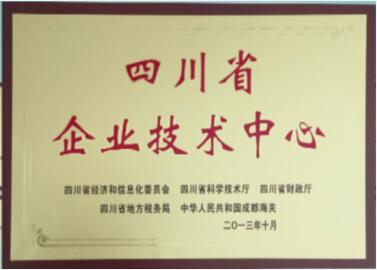 四川省
企业技术中心
四川省经济和信息化委员会 四川省科学技术厅 四川省财政厅
四川省地方税务局 中华人民共和国成都海关
二〇一三年十月